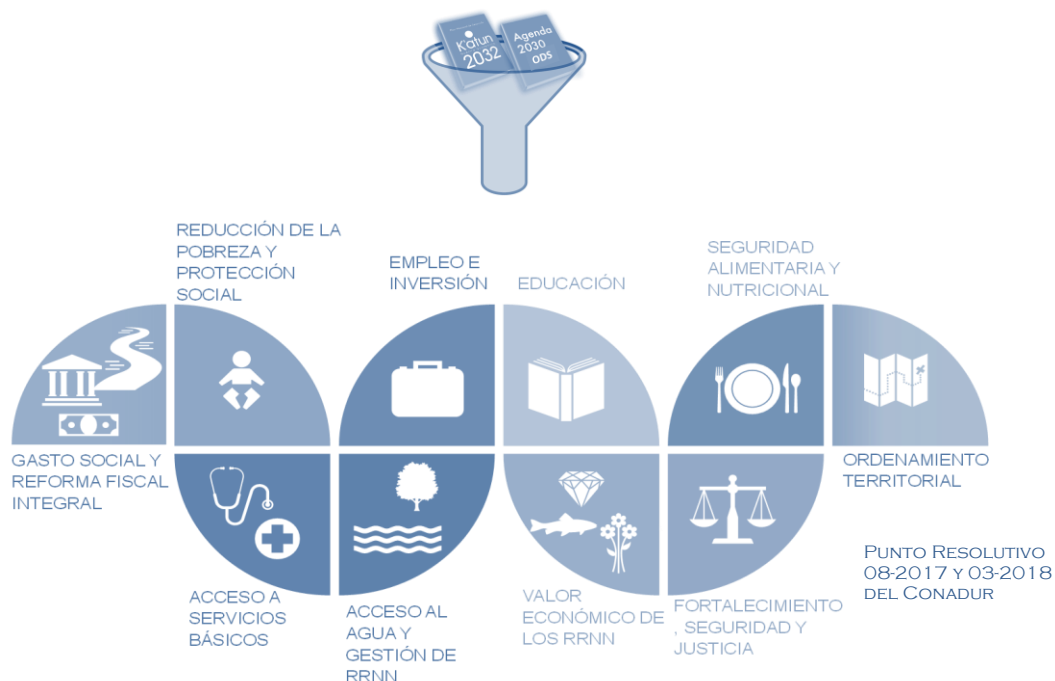 K'atun
2032
Agenda
2030
ODS
REDUCCIÓN DE LA
POBREZA Y
PROTECCIÓN
SOCIAL
EMPLEO E
INVERSIÓN
EDUCACIÓN
SEGURIDAD
ALIMENTARIA Y
NUTRICIONAL
GASTO SOCIAL Y
REFORMA FISCAL
INTEGRAL
ORDENAMIENTO
TERRITORIAL
ACCESO A
SERVICIOS
BÁSICOS
ACCESO AL
AGUA Y
GESTIÓN DE
RRNN
VALOR
ECONÓMICO DE
LOS RRNN
FORTALECIMIENTO
, SEGURIDAD Y
JUSTICIA
PUNTO RESOLUTIVO
08-2017 Y 03-2018
DEL CONADUR